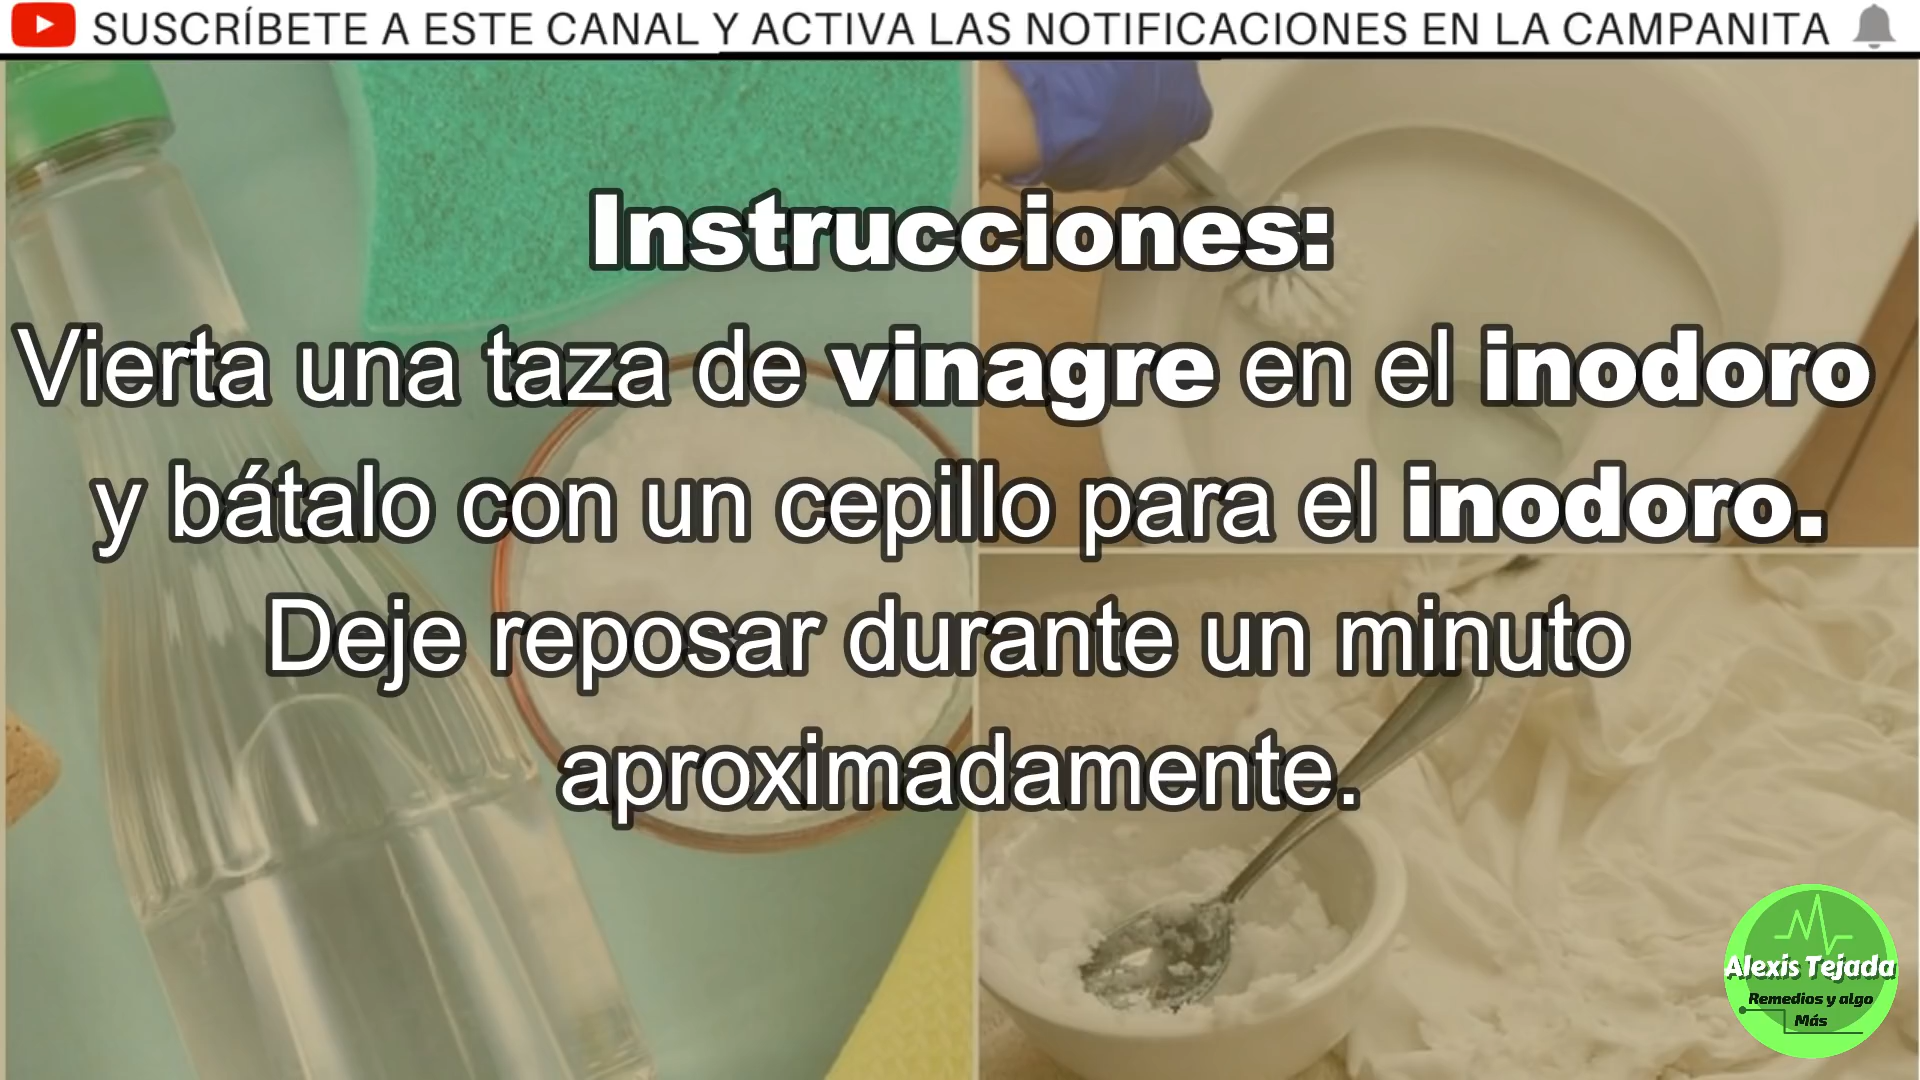 SUSCRÍBETE A ESTE CANAL Y ACTIVA LAS NOTIFICACIONES EN LA CAMPANITA
Instrucciones:
Vierta una taza de vinagre en el inodoro
y bátalo con un cepillo para el inodoro.
Deje reposar durante un minuto
aproximadamente.
Alexis Tejada
Remedios y algo
Más